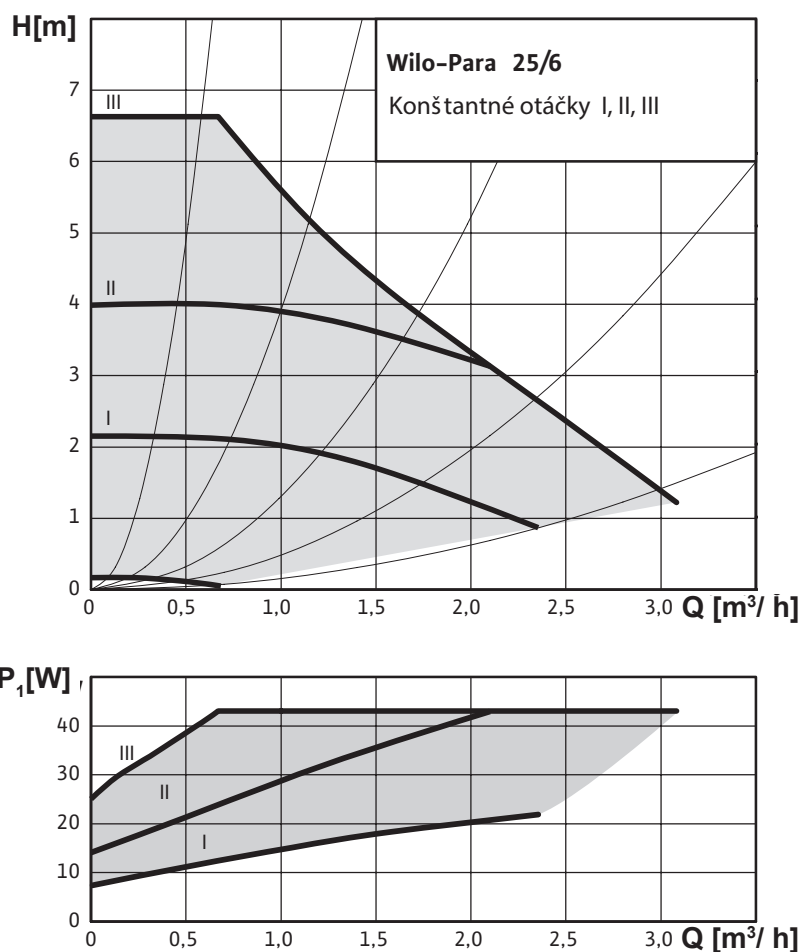 H[m]
Wilo-Para 25/6
Konštantné otáčky I, II, III
7
III
6
5
II
4
3
I
2
1
0
0 0,5 1,0 1,5 2,0 2,5 3,0 Q [m³/ h]
P₁[W]
40
III
30
II
20
I
10
0
0 0,5 1,0 1,5 2,0 2,5 3,0 Q [m³/ h]